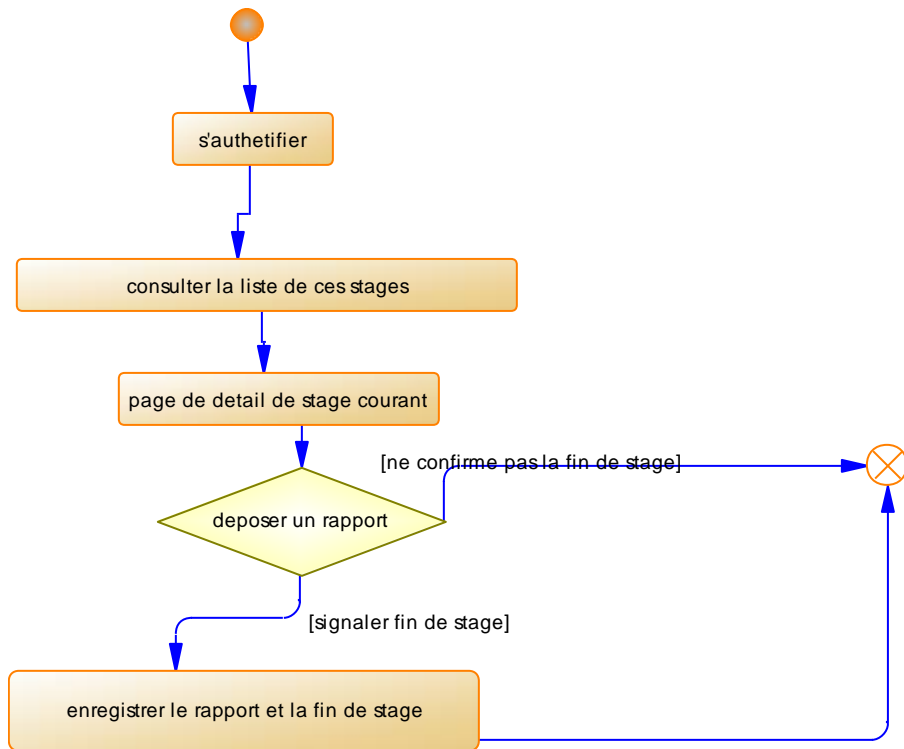 s'authetifier
consulter la liste de ces stages
page de detail de stage courant
[ne confirme pas la fin de stage]
deposer un rapport
[signaler fin de stage]
enregistrer le rapport et la fin de stage